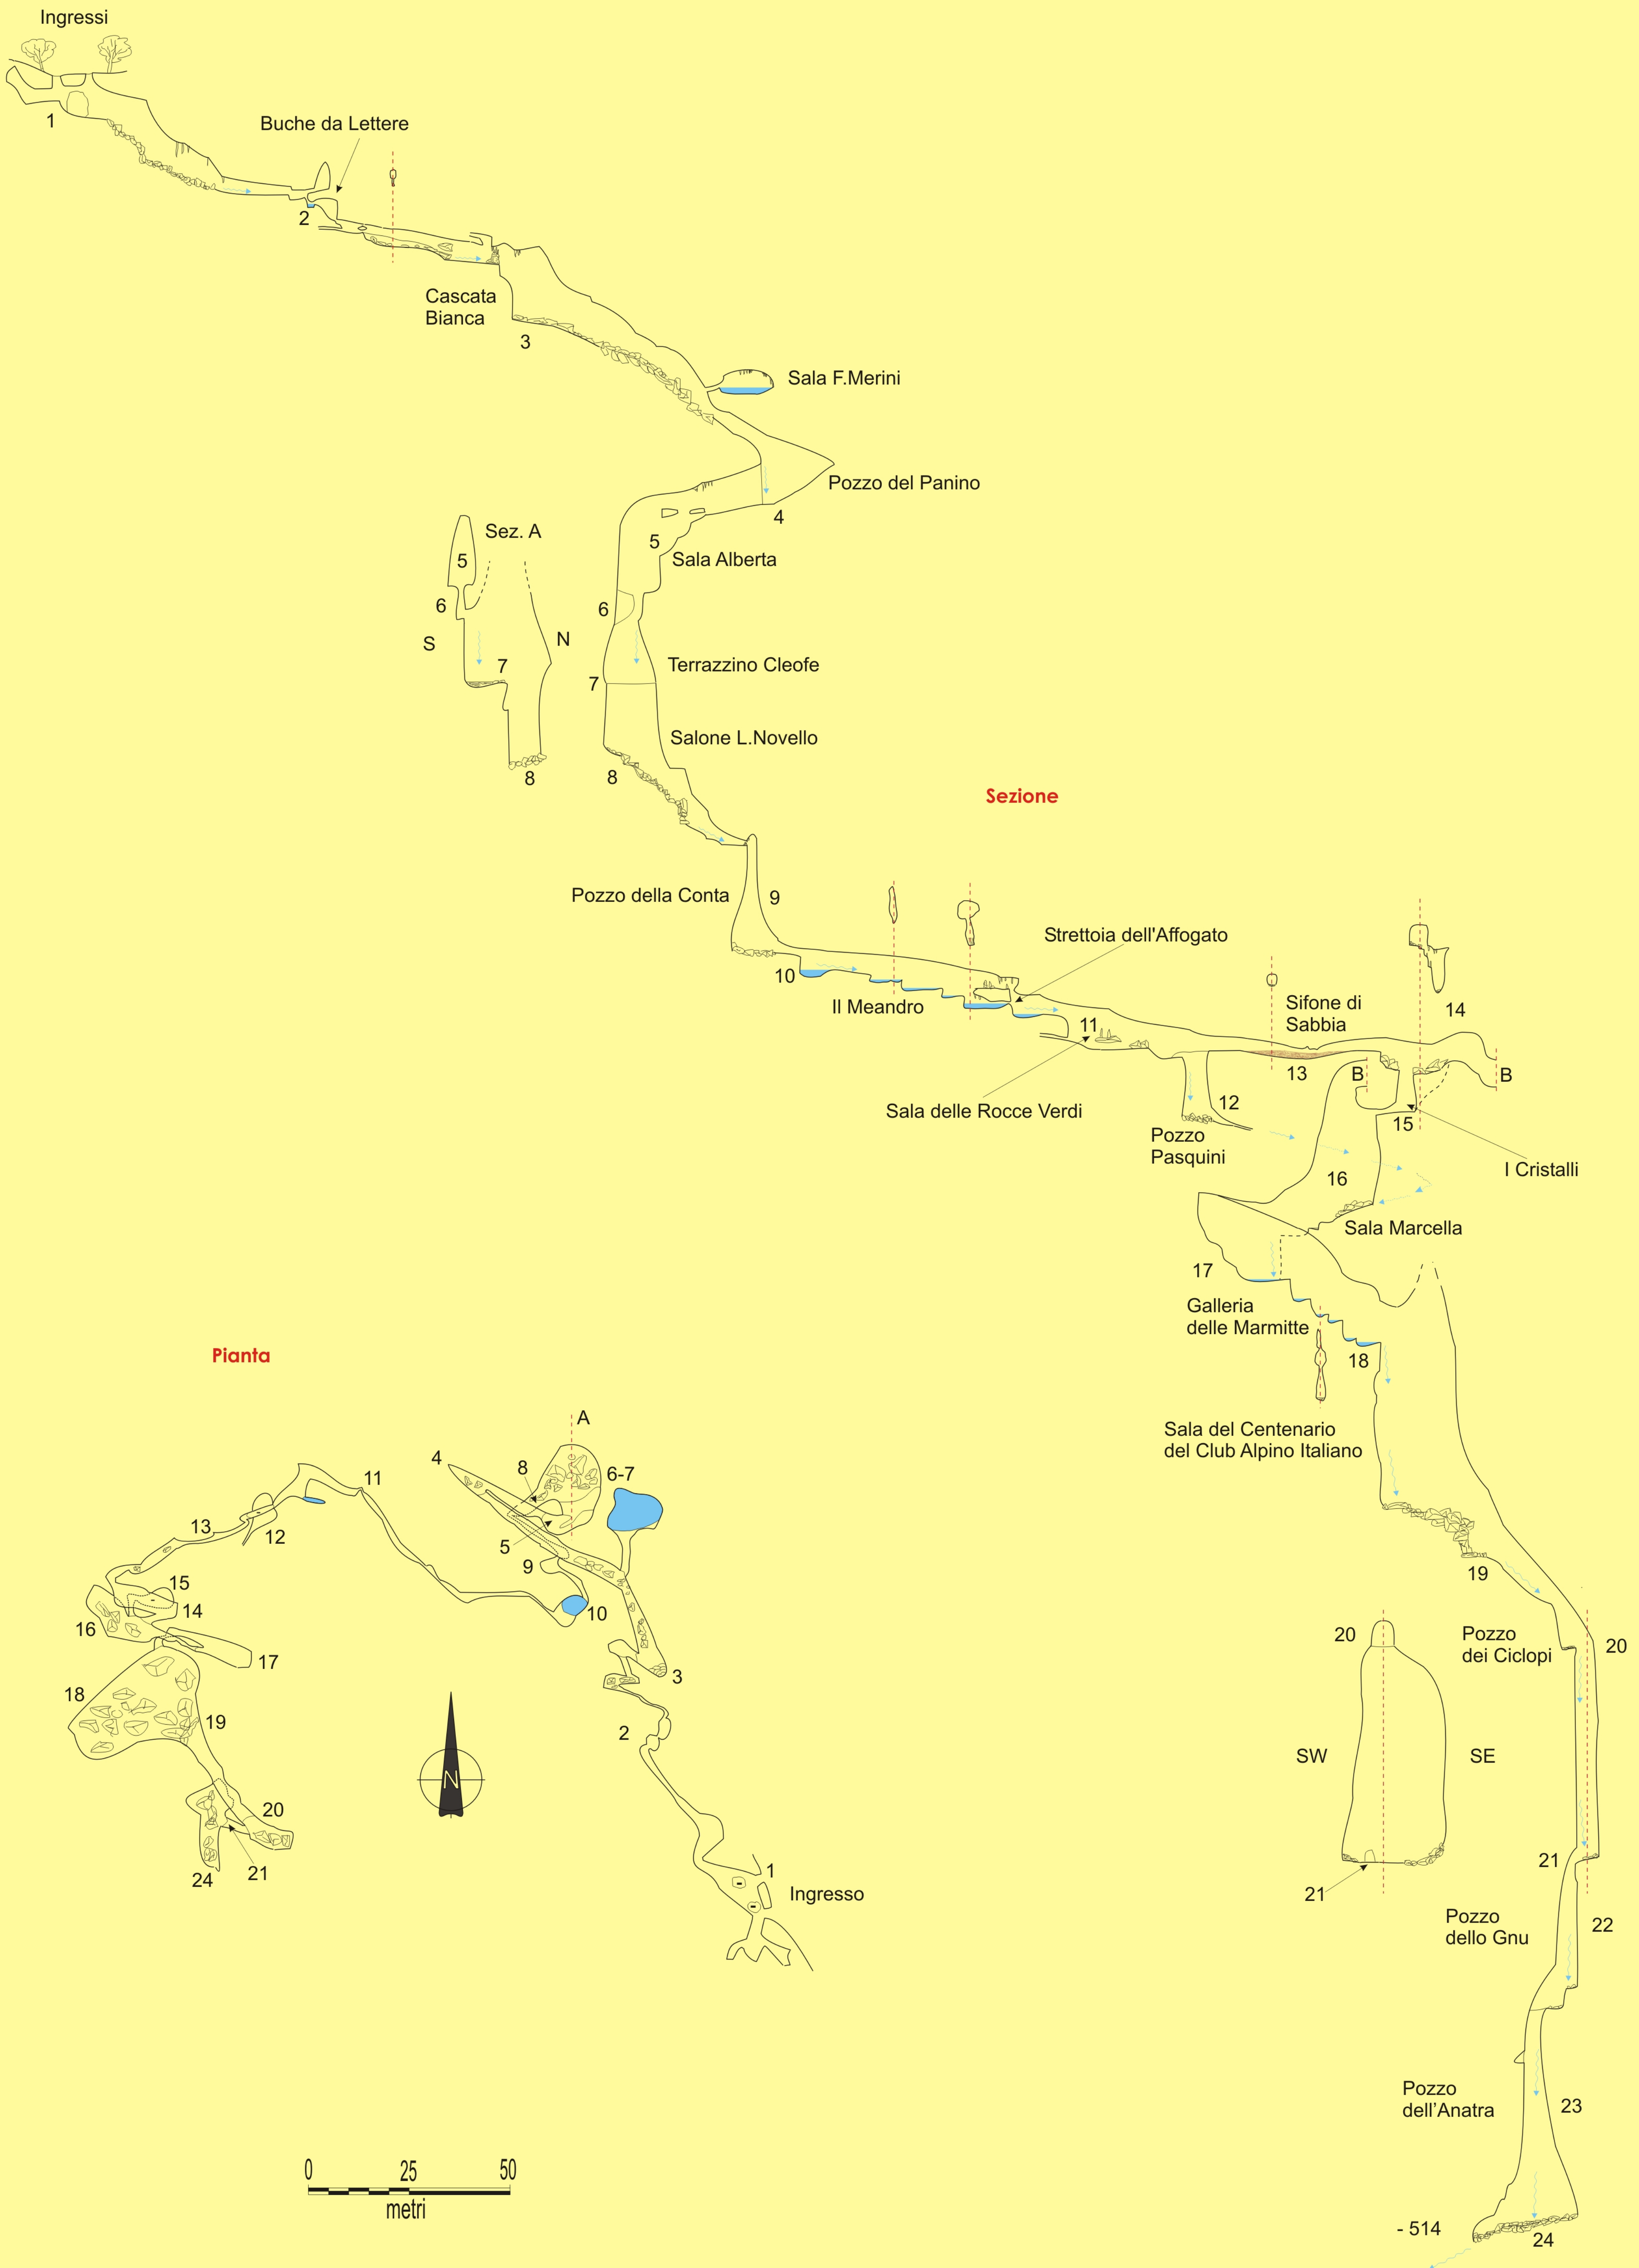 Ingressi
1
Buche da Lettere
2
Cascata
Bianca
3
Sala F.Merini
Pozzo del Panino
4
5
Sala Alberta
Sez. A
5
6
S
N
7
8
6
Terrazzino Cleofe
7
Salone L.Novello
8
Sezione
Pozzo della Conta
9
10
Il Meandro
Strettoia dell'Affogato
11
Sala delle Rocce Verdi
Sifone di
Sabbia
14
13
B
B
12
15
Pozzo
Pasquini
I Cristalli
16
Sala Marcella
17
Galleria
delle Marmitte
18
Sala del Centenario
del Club Alpino Italiano
19
20
Pozzo
dei Ciclopi
20
SW
SE
21
21
Pozzo
dello Gnu
22
Pozzo
dell'Anatra
23
- 514
24
Pianta
A
4
8
6-7
11
5
13
12
9
15
14
10
16
17
3
18
2
19
N
20
21
24
1
Ingresso
0
25
50
metri